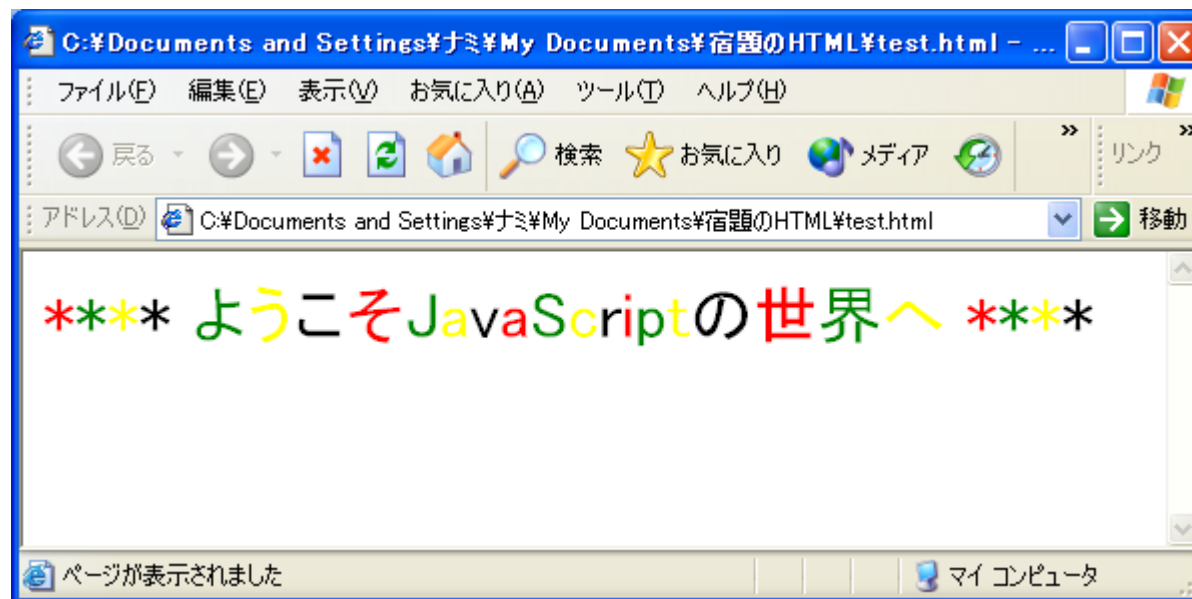 C:¥Documents and Settings¥ナミ¥My Documents¥宿題のHTML¥test.html - ...
ファイル(F) 編集(E) 表示(V) お気に入り(A) ツール(T) ヘルプ(H)
戻る 検索 お気に入り メディア » リンク »
アドレス(D) C:¥Documents and Settings¥ナミ¥My Documents¥宿題のHTML¥test.html 移動
**** ようこそJavaScriptの世界へ ****
ページが表示されました マイ コンピュータ